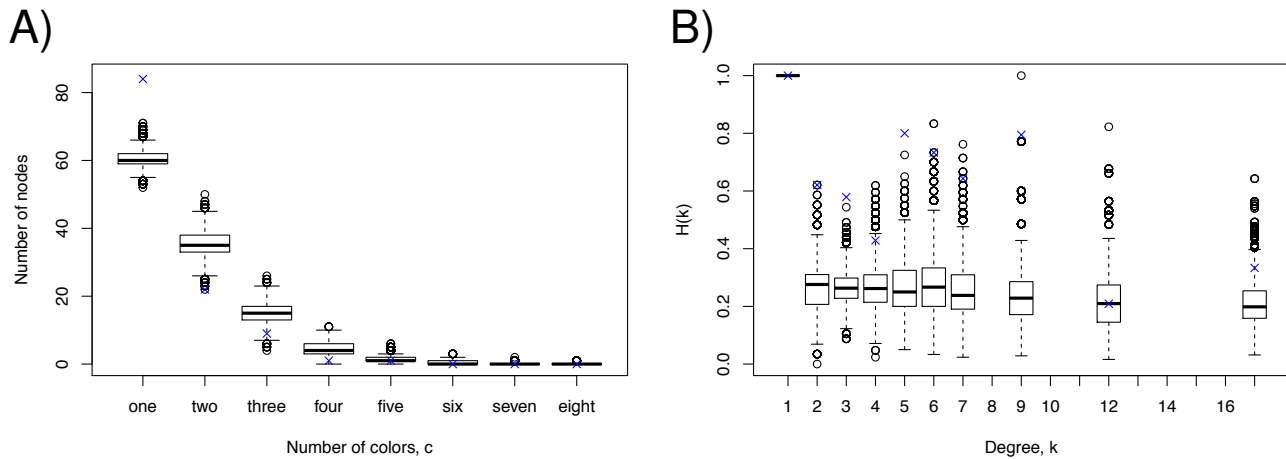 A)
80
60
40
20
0
Number of nodes
one two three four five six seven eight
Number of colors, c
B)
1.0
0.8
0.6
0.4
0.2
0.0
H(k)
1 2 3 4 5 6 7 8 9 10 12 14 16
Degree, k